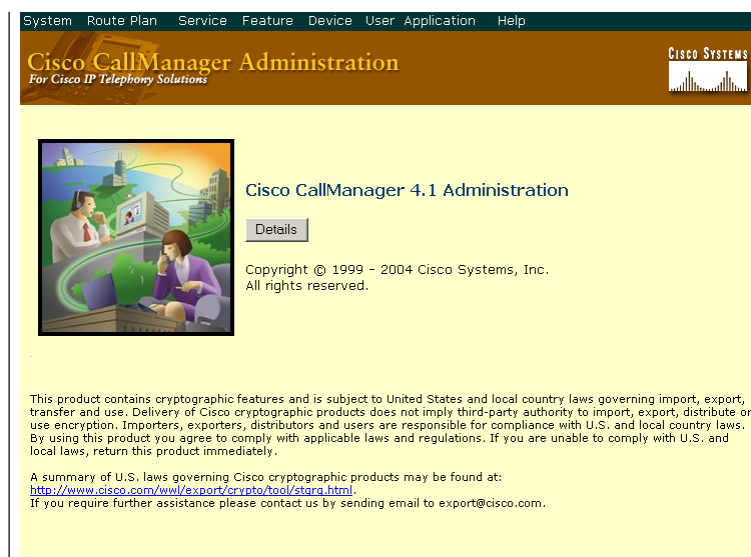 System Route Plan Service Feature Device User Application Help
Cisco CallManager Administration
For Cisco IP Telephony Solutions
CISCO SYSTEMS
Cisco CallManager 4.1 Administration
Details
Copyright © 1999 - 2004 Cisco Systems, Inc.
All rights reserved.
This product contains cryptographic features and is subject to United States and local country laws governing import, export,
transfer and use. Delivery of Cisco cryptographic products does not imply third-party authority to import, export, distribute or
use encryption. Importers, exporters, distributors and users are responsible for compliance with U.S. and local country laws.
By using this product you agree to comply with applicable laws and regulations. If you are unable to comply with U.S. and
local laws, return this product immediately.
A summary of U.S. laws governing Cisco cryptographic products may be found at:
http://www.cisco.com/wwl/export/crypto/tool/stqrg.html.
If you require further assistance please contact us by sending email to export@cisco.com.